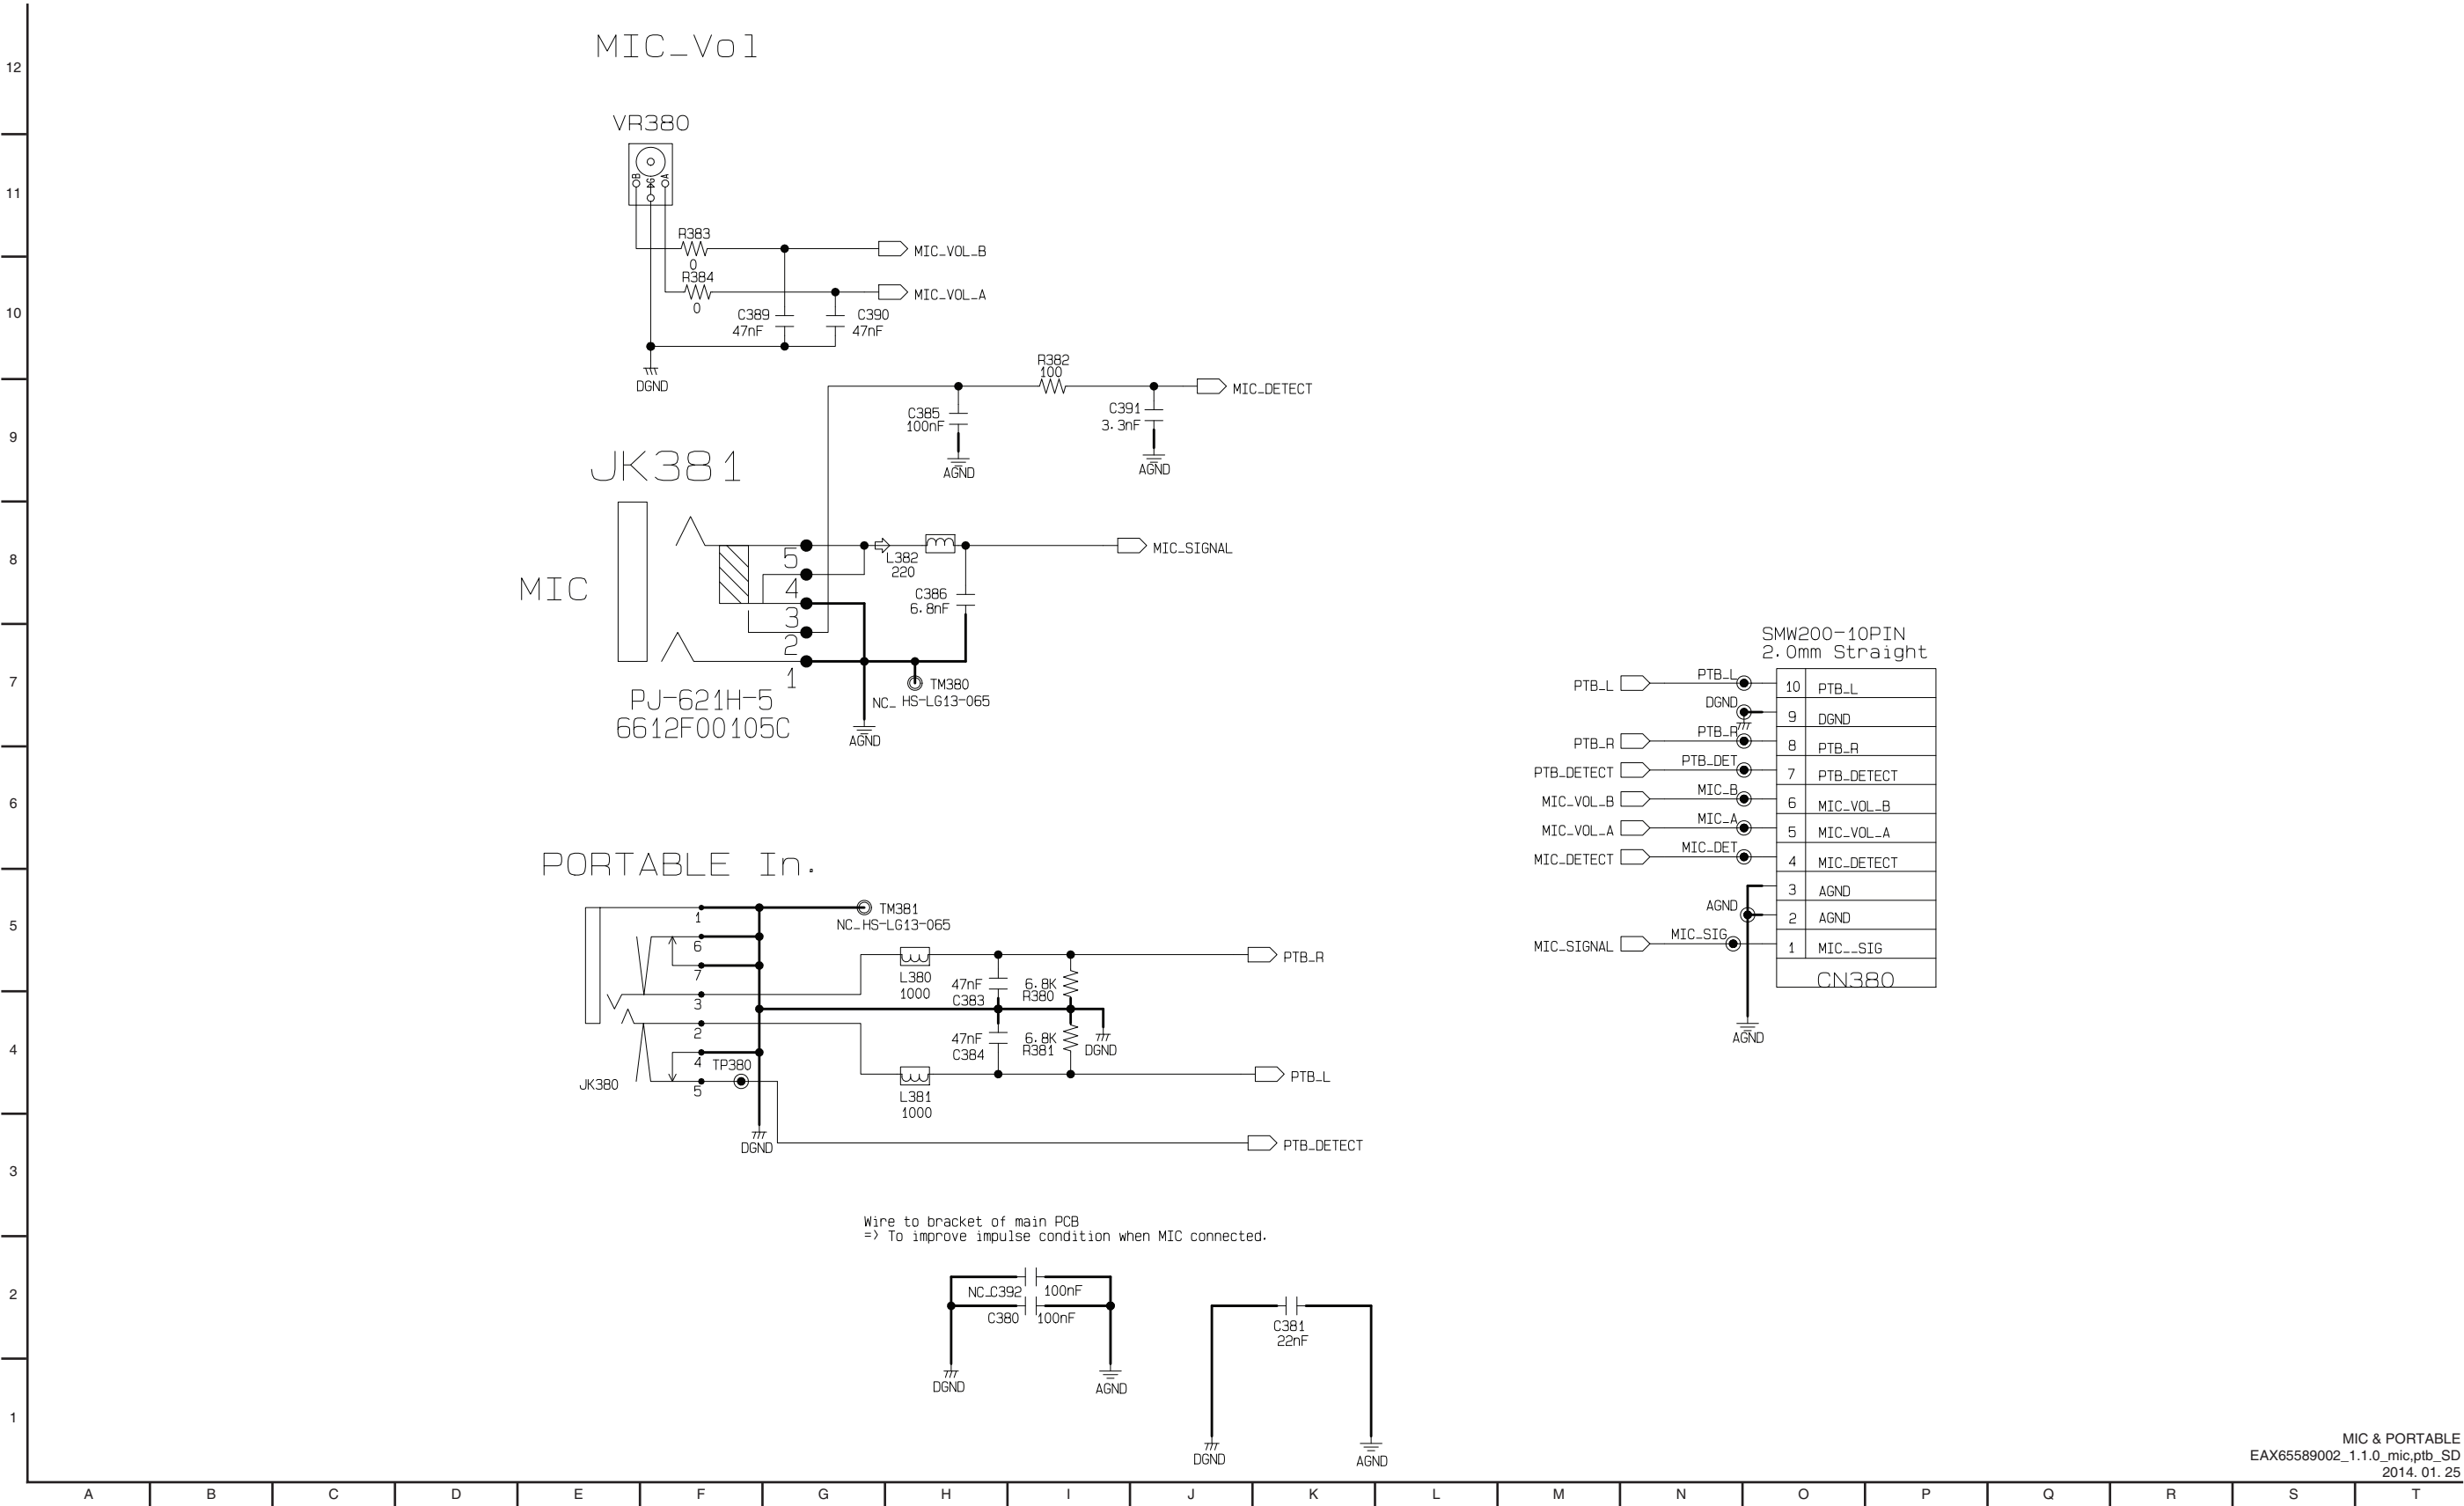 MIC_Vol
VR380
B
GN
A
R383
0
MIC_VOL_B
R384
0
MIC_VOL_A
C389
47nF
C390
47nF
DGND
R382
100
MIC_DETECT
C385
100nF
AGND
C391
3.3nF
AGND
JK381
MIC
5
4
3
2
1
L382
220
MIC_SIGNAL
C386
6.8nF
TM380
NC_ HS-LG13-065
AGND
PJ-621H-5
6612F00105C
SMW200-10PIN
2.0mm Straight
PTB_L PTB_L 10 PTB_L
DGND 9 DGND
PTB_R PTB_R 8 PTB_R
PTB_DETECT PTB_DET 7 PTB_DETECT
MIC_VOL_B MIC_B 6 MIC_VOL_B
MIC_VOL_A MIC_A 5 MIC_VOL_A
MIC_DETECT MIC_DET 4 MIC_DETECT
3 AGND
AGND 2 AGND
MIC_SIGNAL MIC_SIG 1 MIC__SIG
CN380
AGND
PORTABLE In.
TM381
NC_HS-LG13-065
1
6
7
3
2
4
5
TP380
JK380
L380
1000
47nF
C383
6.8K
R380
PTB_R
47nF
C384
6.8K
R381
DGND
L381
1000
PTB_L
DGND
PTB_DETECT
Wire to bracket of main PCB
=> To improve impulse condition when MIC connected.
NC_C392 100nF
C380 100nF
DGND
AGND
C381
22nF
DGND
AGND
12
11
10
9
8
7
6
5
4
3
2
1
MIC & PORTABLE
EAX65589002_1.1.0_mic,ptb_SD
2014. 01. 25
A B C D E F G H I J K L M N O P Q R S T